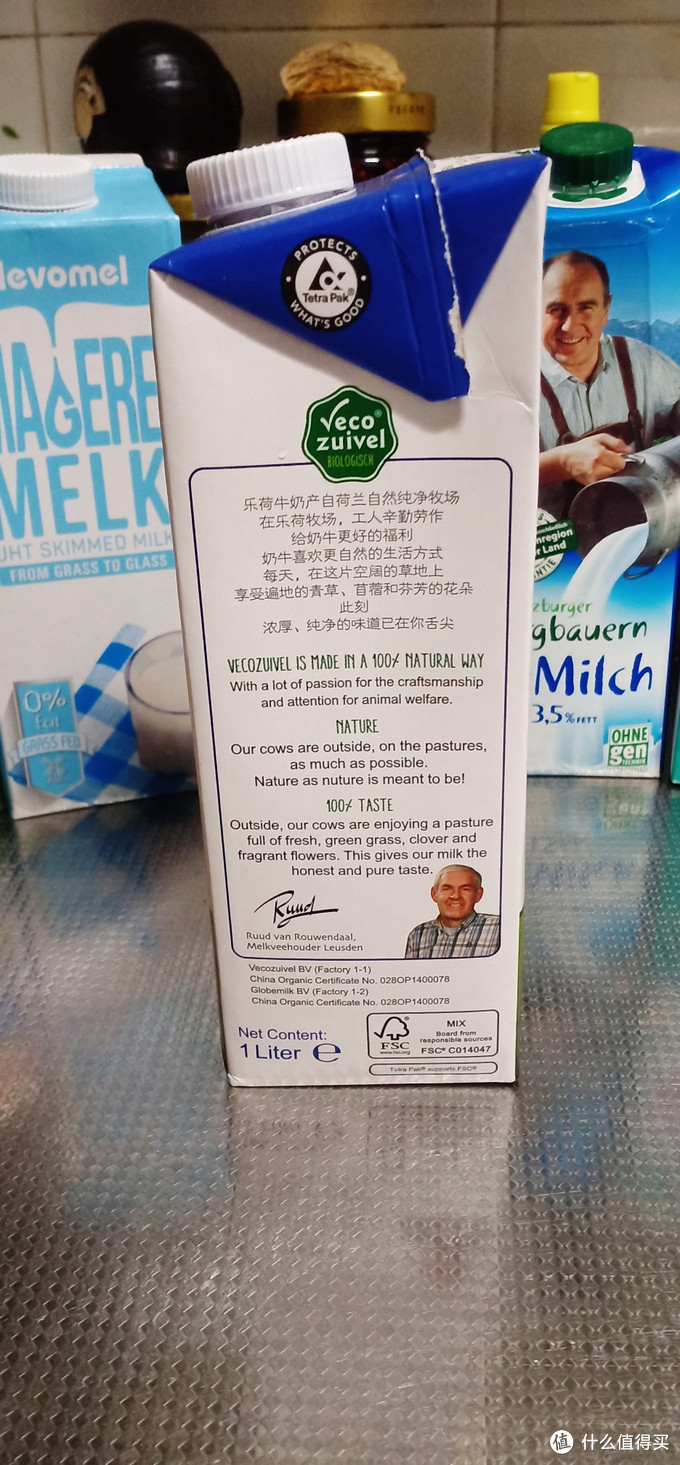 PROTECTS
Tetra Pak®
WHAT'S GOOD
levomel
MAGERE
MELK
UHT SKIMMED MILK
FROM GRASS TO GLASS
0%
Fat
GRASS FED
Veco®
zuivel
BIOLOGISCH
乐荷牛奶产自荷兰自然纯净牧场
在乐荷牧场，工人辛勤劳作
给奶牛更好的福利
奶牛喜欢更自然的生活方式
每天，在这片空阔的草地上
享受遍地的青草、苜蓿和芬芳的花朵
此刻
浓厚、纯净的味道已在你舌尖
VECOZUIVEL IS MADE IN A 100% NATURAL WAY
With a lot of passion for the craftsmanship
and attention for animal welfare.
NATURE
Our cows are outside, on the pastures,
as much as possible.
Nature as nuture is meant to be!
100% TASTE
Outside, our cows are enjoying a pasture
full of fresh, green grass, clover and
fragrant flowers. This gives our milk the
honest and pure taste.
Ruud
Ruud van Rouwendaal,
Melkveehouder Leusden
Vecozuivel BV (Factory 1-1)
China Organic Certificate No. 028OP1400078
Globemilk BV (Factory 1-2)
China Organic Certificate No. 028OP1400078
Net Content:
1 Liter e
FSC®
www.fsc.org
MIX
Board from
responsible sources
FSC® C014047
Tetra Pak® supports FSC®
nregion
r Land
NTIE
zburger
gbauern
Milch
3,5% FETT
OHNE
gen
TECHNIK
值 什么值得买